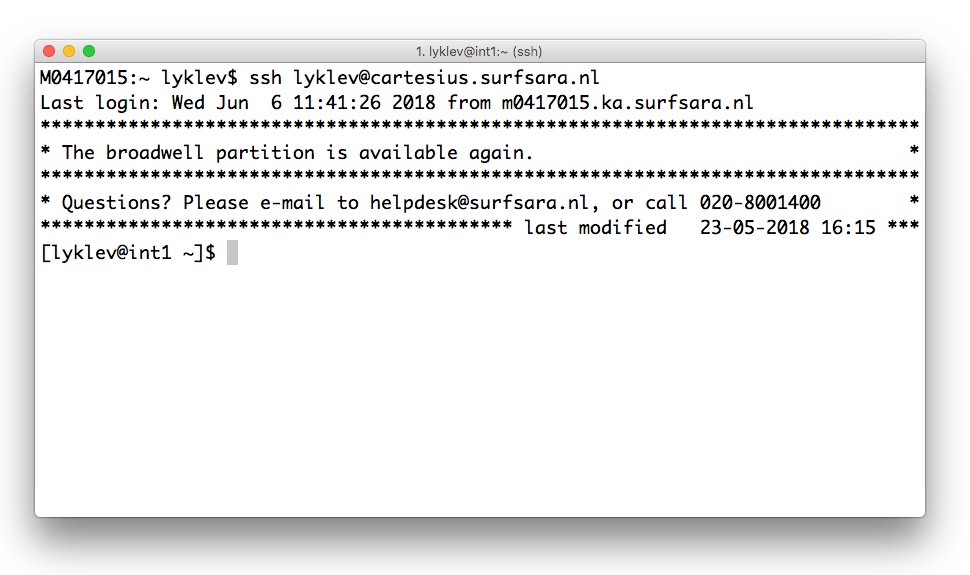 1. lyklev@int1:~ (ssh)
M0417015:~ lyklev$ ssh lyklev@cartesius.surfsara.nl
Last login: Wed Jun  6 11:41:26 2018 from m0417015.ka.surfsara.nl
********************************************************************************
* The broadwell partition is available again.                                  *
********************************************************************************
* Questions? Please e-mail to helpdesk@surfsara.nl, or call 020-8001400        *
******************************************* last modified   23-05-2018 16:15 ***
[lyklev@int1 ~]$